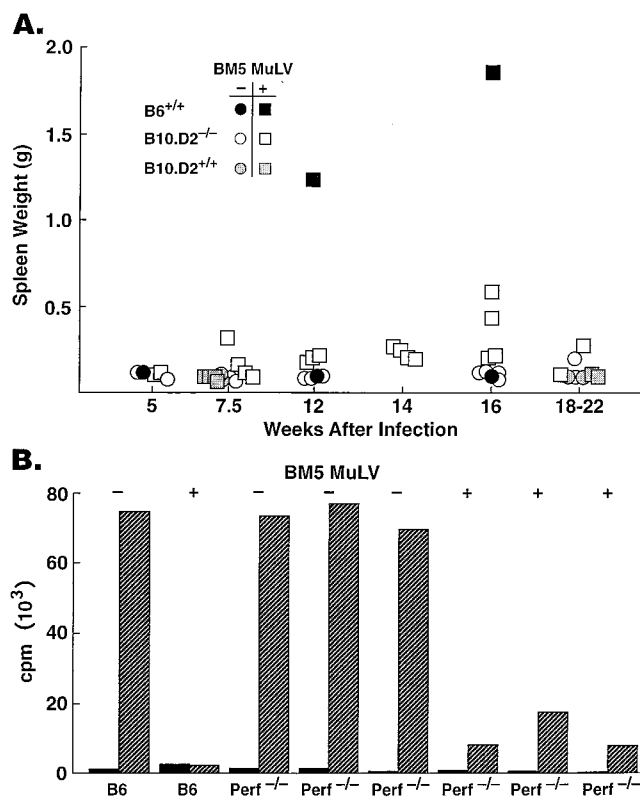 A.
2.0
1.5
1.0
0.5
Spleen Weight (g)
BM5 MuLV
− +
B6+/+
B10.D2−/−
B10.D2+/+
5 7.5 12 14 16 18-22
Weeks After Infection
B.
BM5 MuLV
− + − − − + + +
80
60
40
20
0
cpm (10³)
B6 B6 Perf −/− Perf −/− Perf −/− Perf −/− Perf −/− Perf −/−